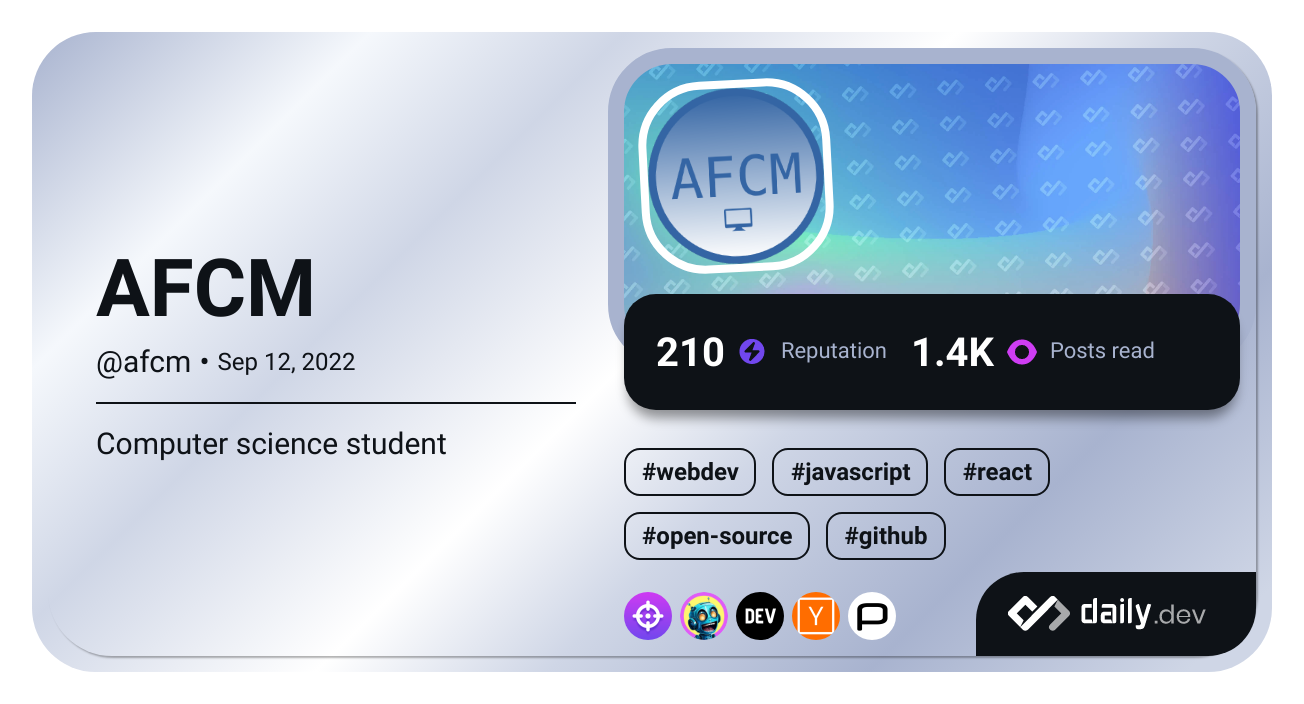 AFCM
@afcm • Sep 12, 2022
Computer science student
AFCM
210 Reputation 1.4K Posts read
#webdev #javascript #react
#open-source #github
DEV Y
daily.dev